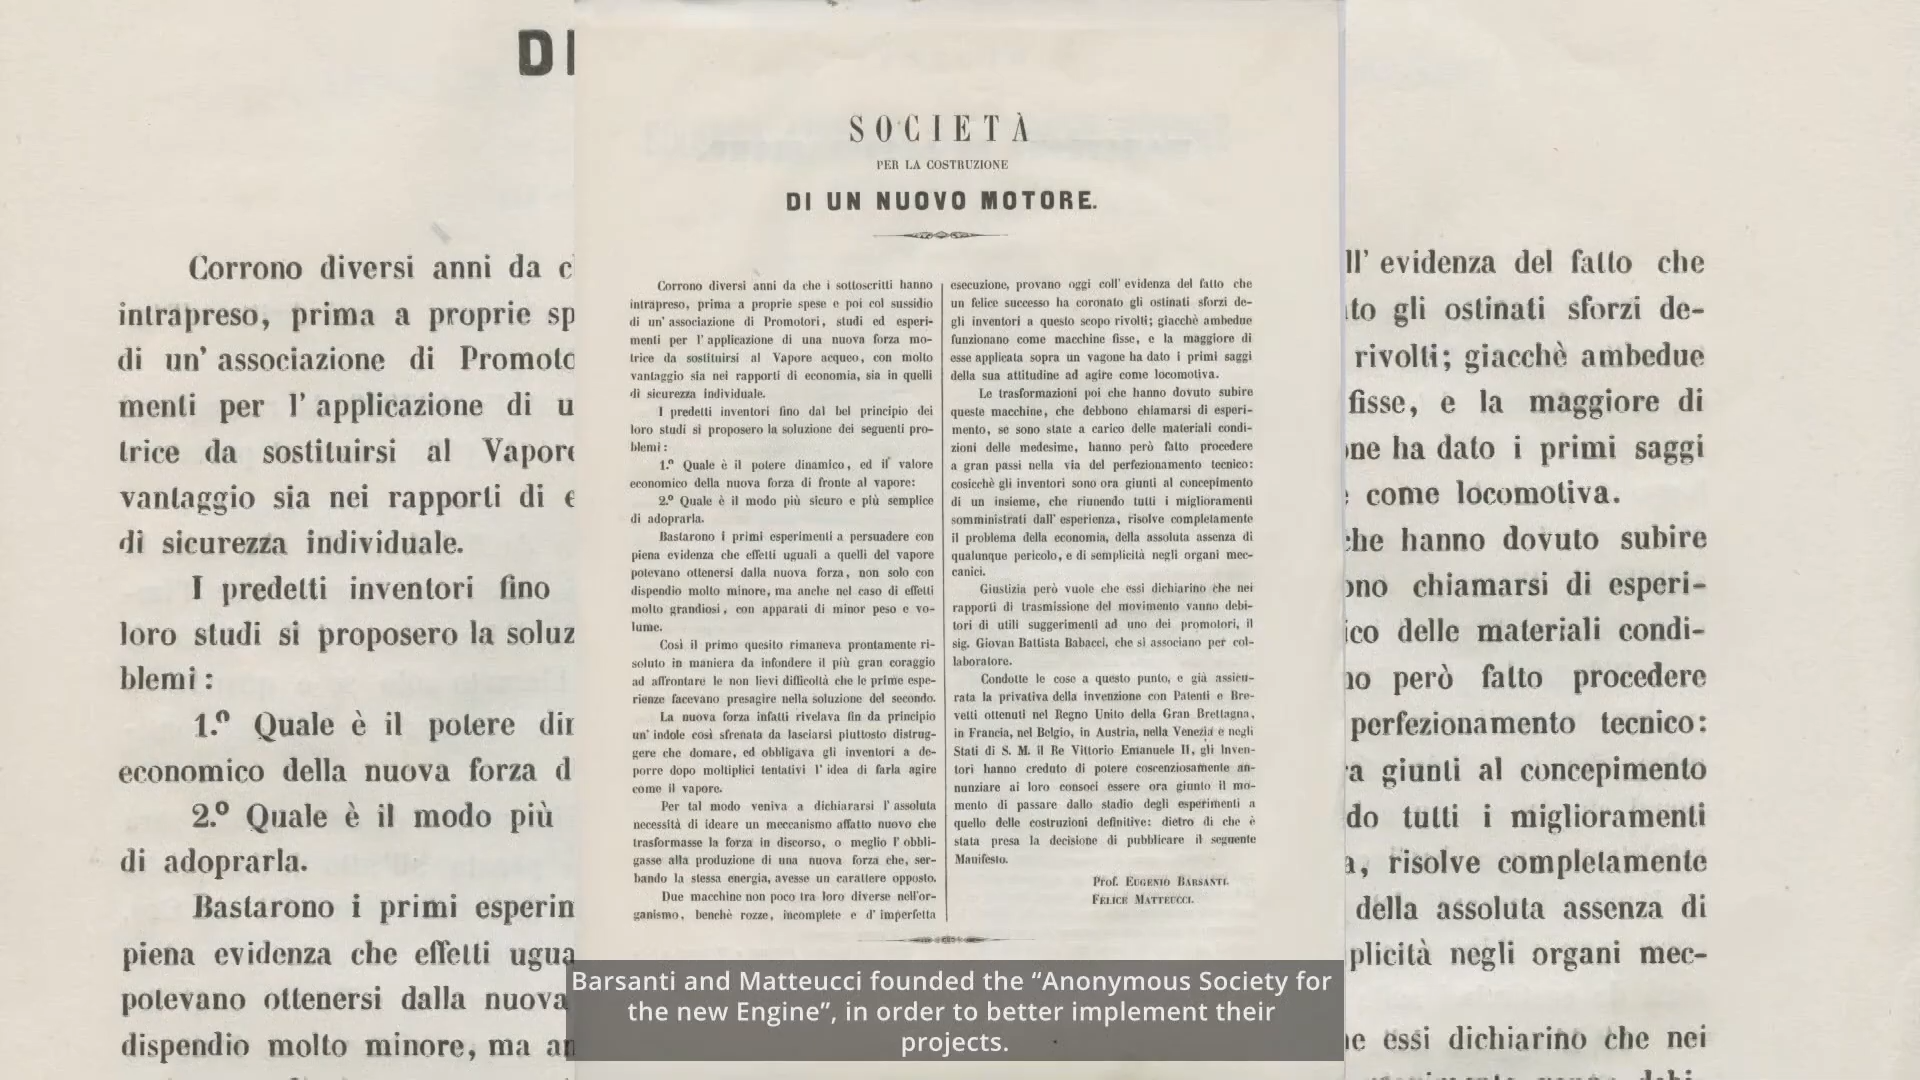 SOCIETÀ
PER LA COSTRUZIONE
DI UN NUOVO MOTORE.
Corrono diversi anni da che i sottoscritti hanno
intrapreso, prima a proprie spese e poi col sussidio
di un' associazione di Promotori, studi ed esperi-
menti per l' applicazione di una nuova forza mo-
trice da sostituirsi al Vapore acqueo, con molto
vantaggio sia nei rapporti di economia, sia in quelli
di sicurezza individuale.
I predetti inventori fino dal bel principio dei
loro studi si proposero la soluzione dei seguenti pro-
blemi :
1.º Quale è il potere dinamico, ed il valore
economico della nuova forza di fronte al vapore:
2.º Quale è il modo più sicuro e più semplice
di adoprarla.
Bastarono i primi esperimenti a persuadere con
piena evidenza che effetti uguali a quelli del vapore
potevano ottenersi dalla nuova forza, non solo con
dispendio molto minore, ma anche nel caso di effetti
molto grandiosi, con apparati di minor peso e vo-
lume.
Così il primo quesito rimaneva prontamente ri-
soluto in maniera da infondere il più gran coraggio
ad affrontare le non lievi difficoltà che le prime espe-
rienze facevano presagire nella soluzione del secondo.
La nuova forza infatti rivelava fin da principio
un' indole così sfrenata da lasciarsi piuttosto distrug-
gere che domare, ed obbligava gli inventori a de-
porre dopo moltiplici tentativi l' idea di farla agire
come il vapore.
Per tal modo veniva a dichiararsi l' assoluta
necessità di ideare un meccanismo affatto nuovo che
trasformasse la forza in discorso, o meglio l' obbli-
gasse alla produzione di una nuova forza che, ser-
bando la stessa energia, avesse un carattere opposto.
Due macchine non poco tra loro diverse nell'or-
ganismo, benchè rozze, incomplete e d' imperfetta
esecuzione, provano oggi coll' evidenza del fatto che
un felice successo ha coronato gli ostinati sforzi de-
gli inventori a questo scopo rivolti; giacchè ambedue
funzionano come macchine fisse, e la maggiore di
esse applicata sopra un vagone ha dato i primi saggi
della sua attitudine ad agire come locomotiva.
Le trasformazioni poi che hanno dovuto subire
queste macchine, che debbono chiamarsi di esperi-
mento, se sono state a carico delle materiali condi-
zioni delle medesime, hanno però fatto procedere
a gran passi nella via del perfezionamento tecnico:
cosicchè gli inventori sono ora giunti al concepimento
di un insieme, che riunendo tutti i miglioramenti
somministrati dall' esperienza, risolve completamente
il problema della economia, della assoluta assenza di
qualunque pericolo, e di semplicità negli organi mec-
canici.
Giustizia però vuole che essi dichiarino che nei
rapporti di trasmissione del movimento vanno debi-
tori di utili suggerimenti ad uno dei promotori, il
sig. Giovan Battista Babacci, che si associano per col-
laboratore.
Condotte le cose a questo punto, e già assicu-
rata la privativa della invenzione con Patenti e Bre-
vetti ottenuti nel Regno Unito della Gran Brettagna,
in Francia, nel Belgio, in Austria, nella Venezia e negli
Stati di S. M. il Re Vittorio Emanuele II, gli Inven-
tori hanno creduto di potere coscenziosamente an-
nunziare ai loro consoci essere ora giunto il mo-
mento di passare dallo stadio degli esperimenti a
quello delle costruzioni definitive: dietro di che è
stata presa la decisione di pubblicare il seguente
Manifesto.
Prof. EUGENIO BARSANTI.
FELICE MATTEUCCI.
Barsanti and Matteucci founded the “Anonymous Society for
the new Engine”, in order to better implement their
projects.
DI
Corrono diversi anni da
intrapreso, prima a proprie
di un' associazione di
menti per l' applicazione di
trice da sostituirsi al
vantaggio sia nei rapporti di
di sicurezza individuale.
I predetti inventori fino
loro studi si proposero la
blemi :
1.º Quale è il potere
economico della nuova forza
2.º Quale è il modo più
di adoprarla.
Bastarono i primi
piena evidenza che effetti
potevano ottenersi dalla nuova
dispendio molto minore, ma
ll' evidenza del fatto che
gli ostinati sforzi de-
rivolti; giacchè ambedue
fisse, e la maggiore di
ha dato i primi saggi
come locomotiva.
hanno dovuto subire
chiamarsi di esperi-
delle materiali condi-
però fatto procedere
perfezionamento tecnico:
giunti al concepimento
tutti i miglioramenti
risolve completamente
della assoluta assenza di
plicità negli organi mec-
essi dichiarino che nei